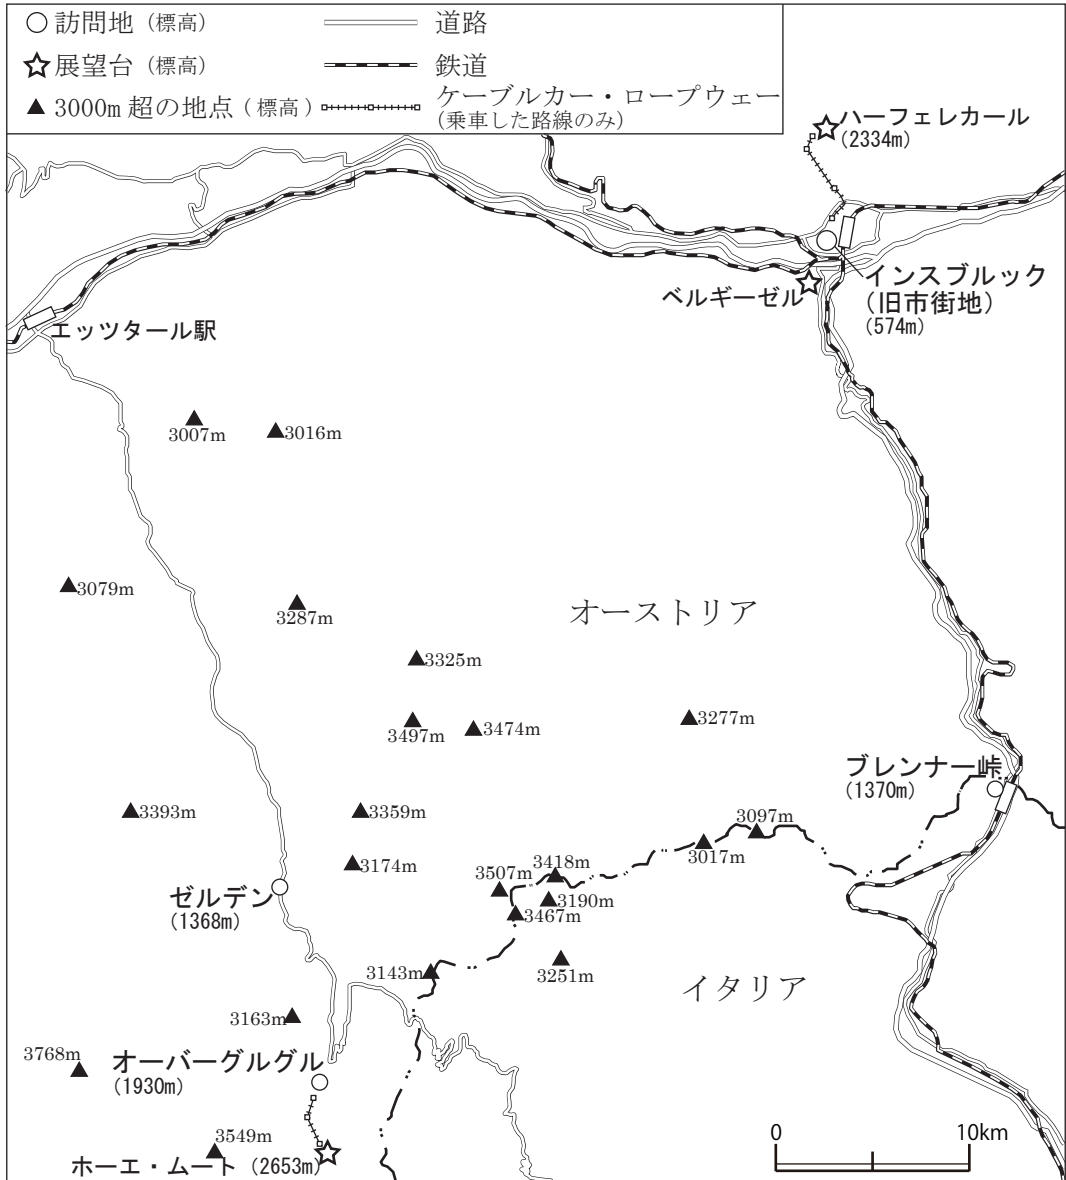 訪問地（標高）
道路
展望台（標高）
鉄道
3000m 超の地点 ( 標高 )
ケーブルカー・ロープウェー
(乗車した路線のみ)
ハーフェレカール
(2334m)
インスブルック
(旧市街地)
(574m)
ベルギーゼル
エッツタール駅
3007m
3016m
3079m
3287m
オーストリア
3325m
3497m
3474m
3277m
ブレンナー峠
(1370m)
3393m
3359m
3097m
3017m
3174m
3418m
3507m
3190m
3467m
ゼルデン
(1368m)
3143m
3251m
イタリア
3163m
3768m
オーバーグルグル
(1930m)
3549m
ホーエ・ムート (2653m)
0
10km